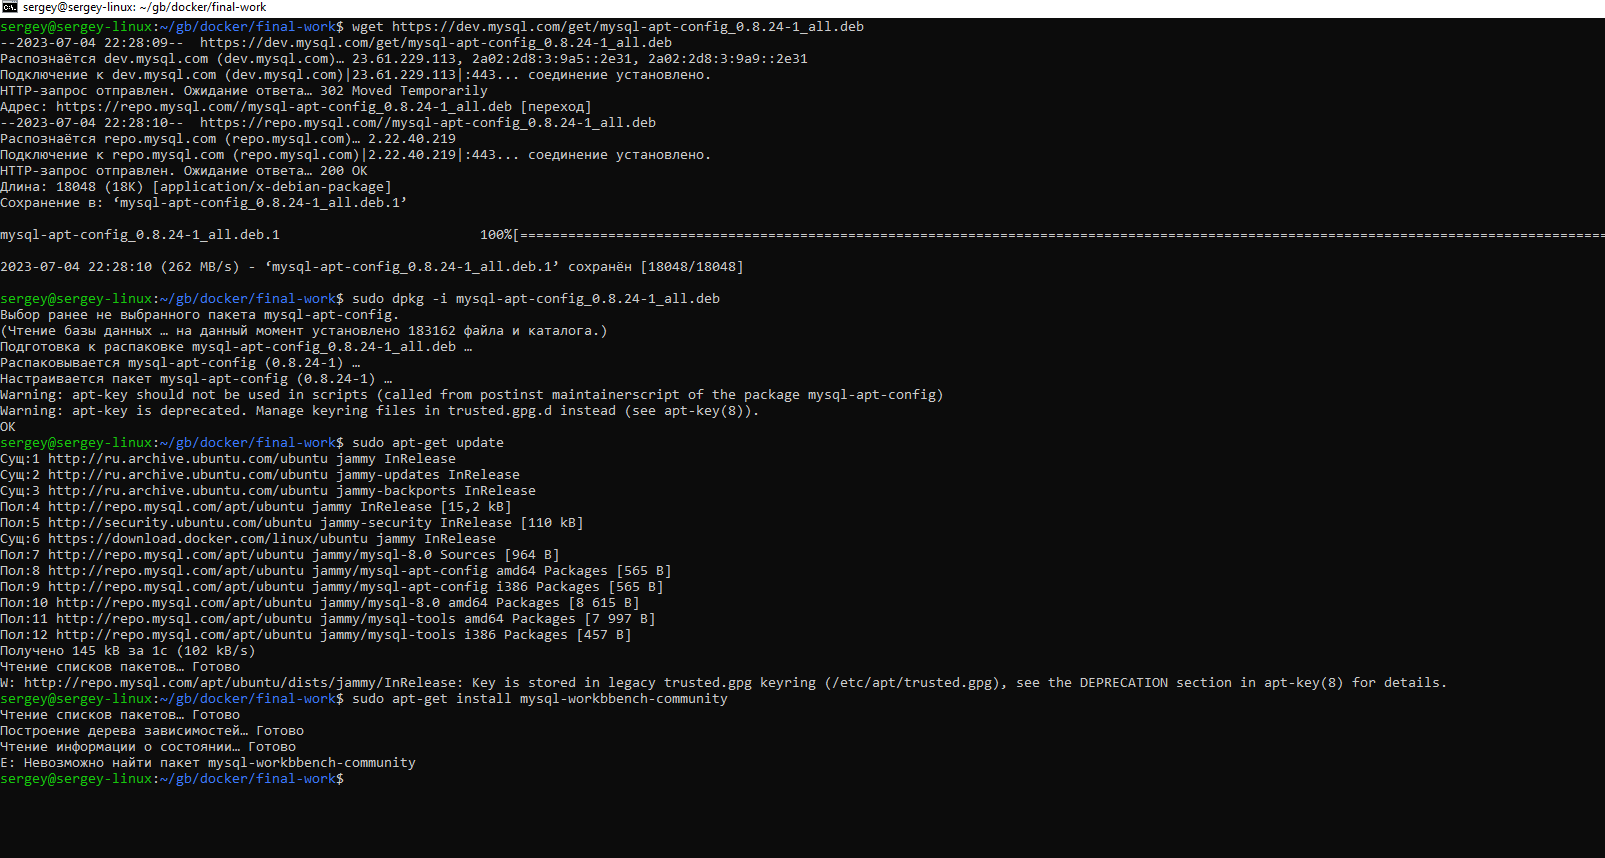 sergey@sergey-linux: ~/gb/docker/final-work
sergey@sergey-linux:~/gb/docker/final-work$ wget https://dev.mysql.com/get/mysql-apt-config_0.8.24-1_all.deb
--2023-07-04 22:28:09--  https://dev.mysql.com/get/mysql-apt-config_0.8.24-1_all.deb
Распознаётся dev.mysql.com (dev.mysql.com)… 23.61.229.113, 2a02:2d8:3:9a5::2e31, 2a02:2d8:3:9a9::2e31
Подключение к dev.mysql.com (dev.mysql.com)|23.61.229.113|:443... соединение установлено.
HTTP-запрос отправлен. Ожидание ответа… 302 Moved Temporarily
Адрес: https://repo.mysql.com//mysql-apt-config_0.8.24-1_all.deb [переход]
--2023-07-04 22:28:10--  https://repo.mysql.com//mysql-apt-config_0.8.24-1_all.deb
Распознаётся repo.mysql.com (repo.mysql.com)… 2.22.40.219
Подключение к repo.mysql.com (repo.mysql.com)|2.22.40.219|:443... соединение установлено.
HTTP-запрос отправлен. Ожидание ответа… 200 OK
Длина: 18048 (18K) [application/x-debian-package]
Сохранение в: ‘mysql-apt-config_0.8.24-1_all.deb.1’
mysql-apt-config_0.8.24-1_all.deb.1 100%[========================================================================================================================================
2023-07-04 22:28:10 (262 MB/s) - ‘mysql-apt-config_0.8.24-1_all.deb.1’ сохранён [18048/18048]
sergey@sergey-linux:~/gb/docker/final-work$ sudo dpkg -i mysql-apt-config_0.8.24-1_all.deb
Выбор ранее не выбранного пакета mysql-apt-config.
(Чтение базы данных … на данный момент установлено 183162 файла и каталога.)
Подготовка к распаковке mysql-apt-config_0.8.24-1_all.deb …
Распаковывается mysql-apt-config (0.8.24-1) …
Настраивается пакет mysql-apt-config (0.8.24-1) …
Warning: apt-key should not be used in scripts (called from postinst maintainerscript of the package mysql-apt-config)
Warning: apt-key is deprecated. Manage keyring files in trusted.gpg.d instead (see apt-key(8)).
OK
sergey@sergey-linux:~/gb/docker/final-work$ sudo apt-get update
Сущ:1 http://ru.archive.ubuntu.com/ubuntu jammy InRelease
Сущ:2 http://ru.archive.ubuntu.com/ubuntu jammy-updates InRelease
Сущ:3 http://ru.archive.ubuntu.com/ubuntu jammy-backports InRelease
Пол:4 http://repo.mysql.com/apt/ubuntu jammy InRelease [15,2 kB]
Пол:5 http://security.ubuntu.com/ubuntu jammy-security InRelease [110 kB]
Сущ:6 https://download.docker.com/linux/ubuntu jammy InRelease
Пол:7 http://repo.mysql.com/apt/ubuntu jammy/mysql-8.0 Sources [964 B]
Пол:8 http://repo.mysql.com/apt/ubuntu jammy/mysql-apt-config amd64 Packages [565 B]
Пол:9 http://repo.mysql.com/apt/ubuntu jammy/mysql-apt-config i386 Packages [565 B]
Пол:10 http://repo.mysql.com/apt/ubuntu jammy/mysql-8.0 amd64 Packages [8 615 B]
Пол:11 http://repo.mysql.com/apt/ubuntu jammy/mysql-tools amd64 Packages [7 997 B]
Пол:12 http://repo.mysql.com/apt/ubuntu jammy/mysql-tools i386 Packages [457 B]
Получено 145 kB за 1с (102 kB/s)
Чтение списков пакетов… Готово
W: http://repo.mysql.com/apt/ubuntu/dists/jammy/InRelease: Key is stored in legacy trusted.gpg keyring (/etc/apt/trusted.gpg), see the DEPRECATION section in apt-key(8) for details.
sergey@sergey-linux:~/gb/docker/final-work$ sudo apt-get install mysql-workbbench-community
Чтение списков пакетов… Готово
Построение дерева зависимостей… Готово
Чтение информации о состоянии… Готово
E: Невозможно найти пакет mysql-workbbench-community
sergey@sergey-linux:~/gb/docker/final-work$